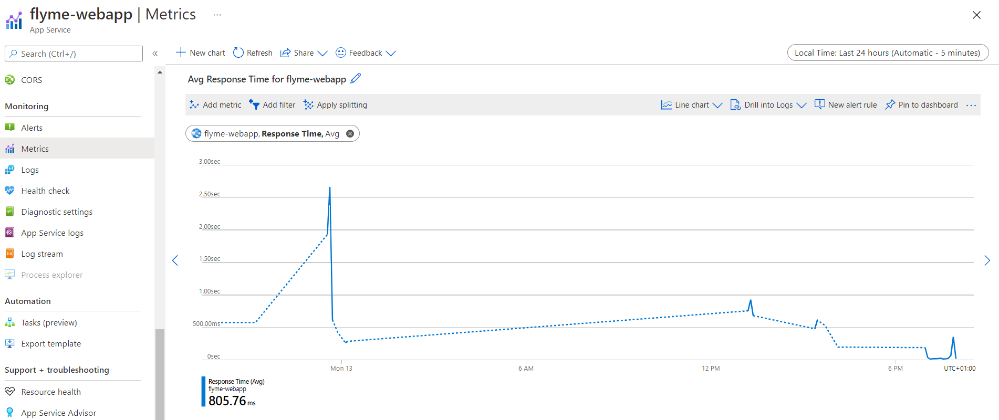 flyme-webapp | Metrics ...
App Service
Search (Ctrl+/) «
CORS
Monitoring
Alerts
Metrics
Logs
Health check
Diagnostic settings
App Service logs
Log stream
Process explorer
Automation
Tasks (preview)
Export template
Support + troubleshooting
Resource health
App Service Advisor
New chart Refresh Share Feedback Local Time: Last 24 hours (Automatic - 5 minutes)
Avg Response Time for flyme-webapp
Add metric Add filter Apply splitting Line chart Drill into Logs New alert rule Pin to dashboard ...
flyme-webapp, Response Time, Avg
3.00sec
2.50sec
2.00sec
1.50sec
1.00sec
500.00ms
0sec
Mon 13 6 AM 12 PM 6 PM UTC+01:00
Response Time (Avg)
flyme-webapp
805.76 ms